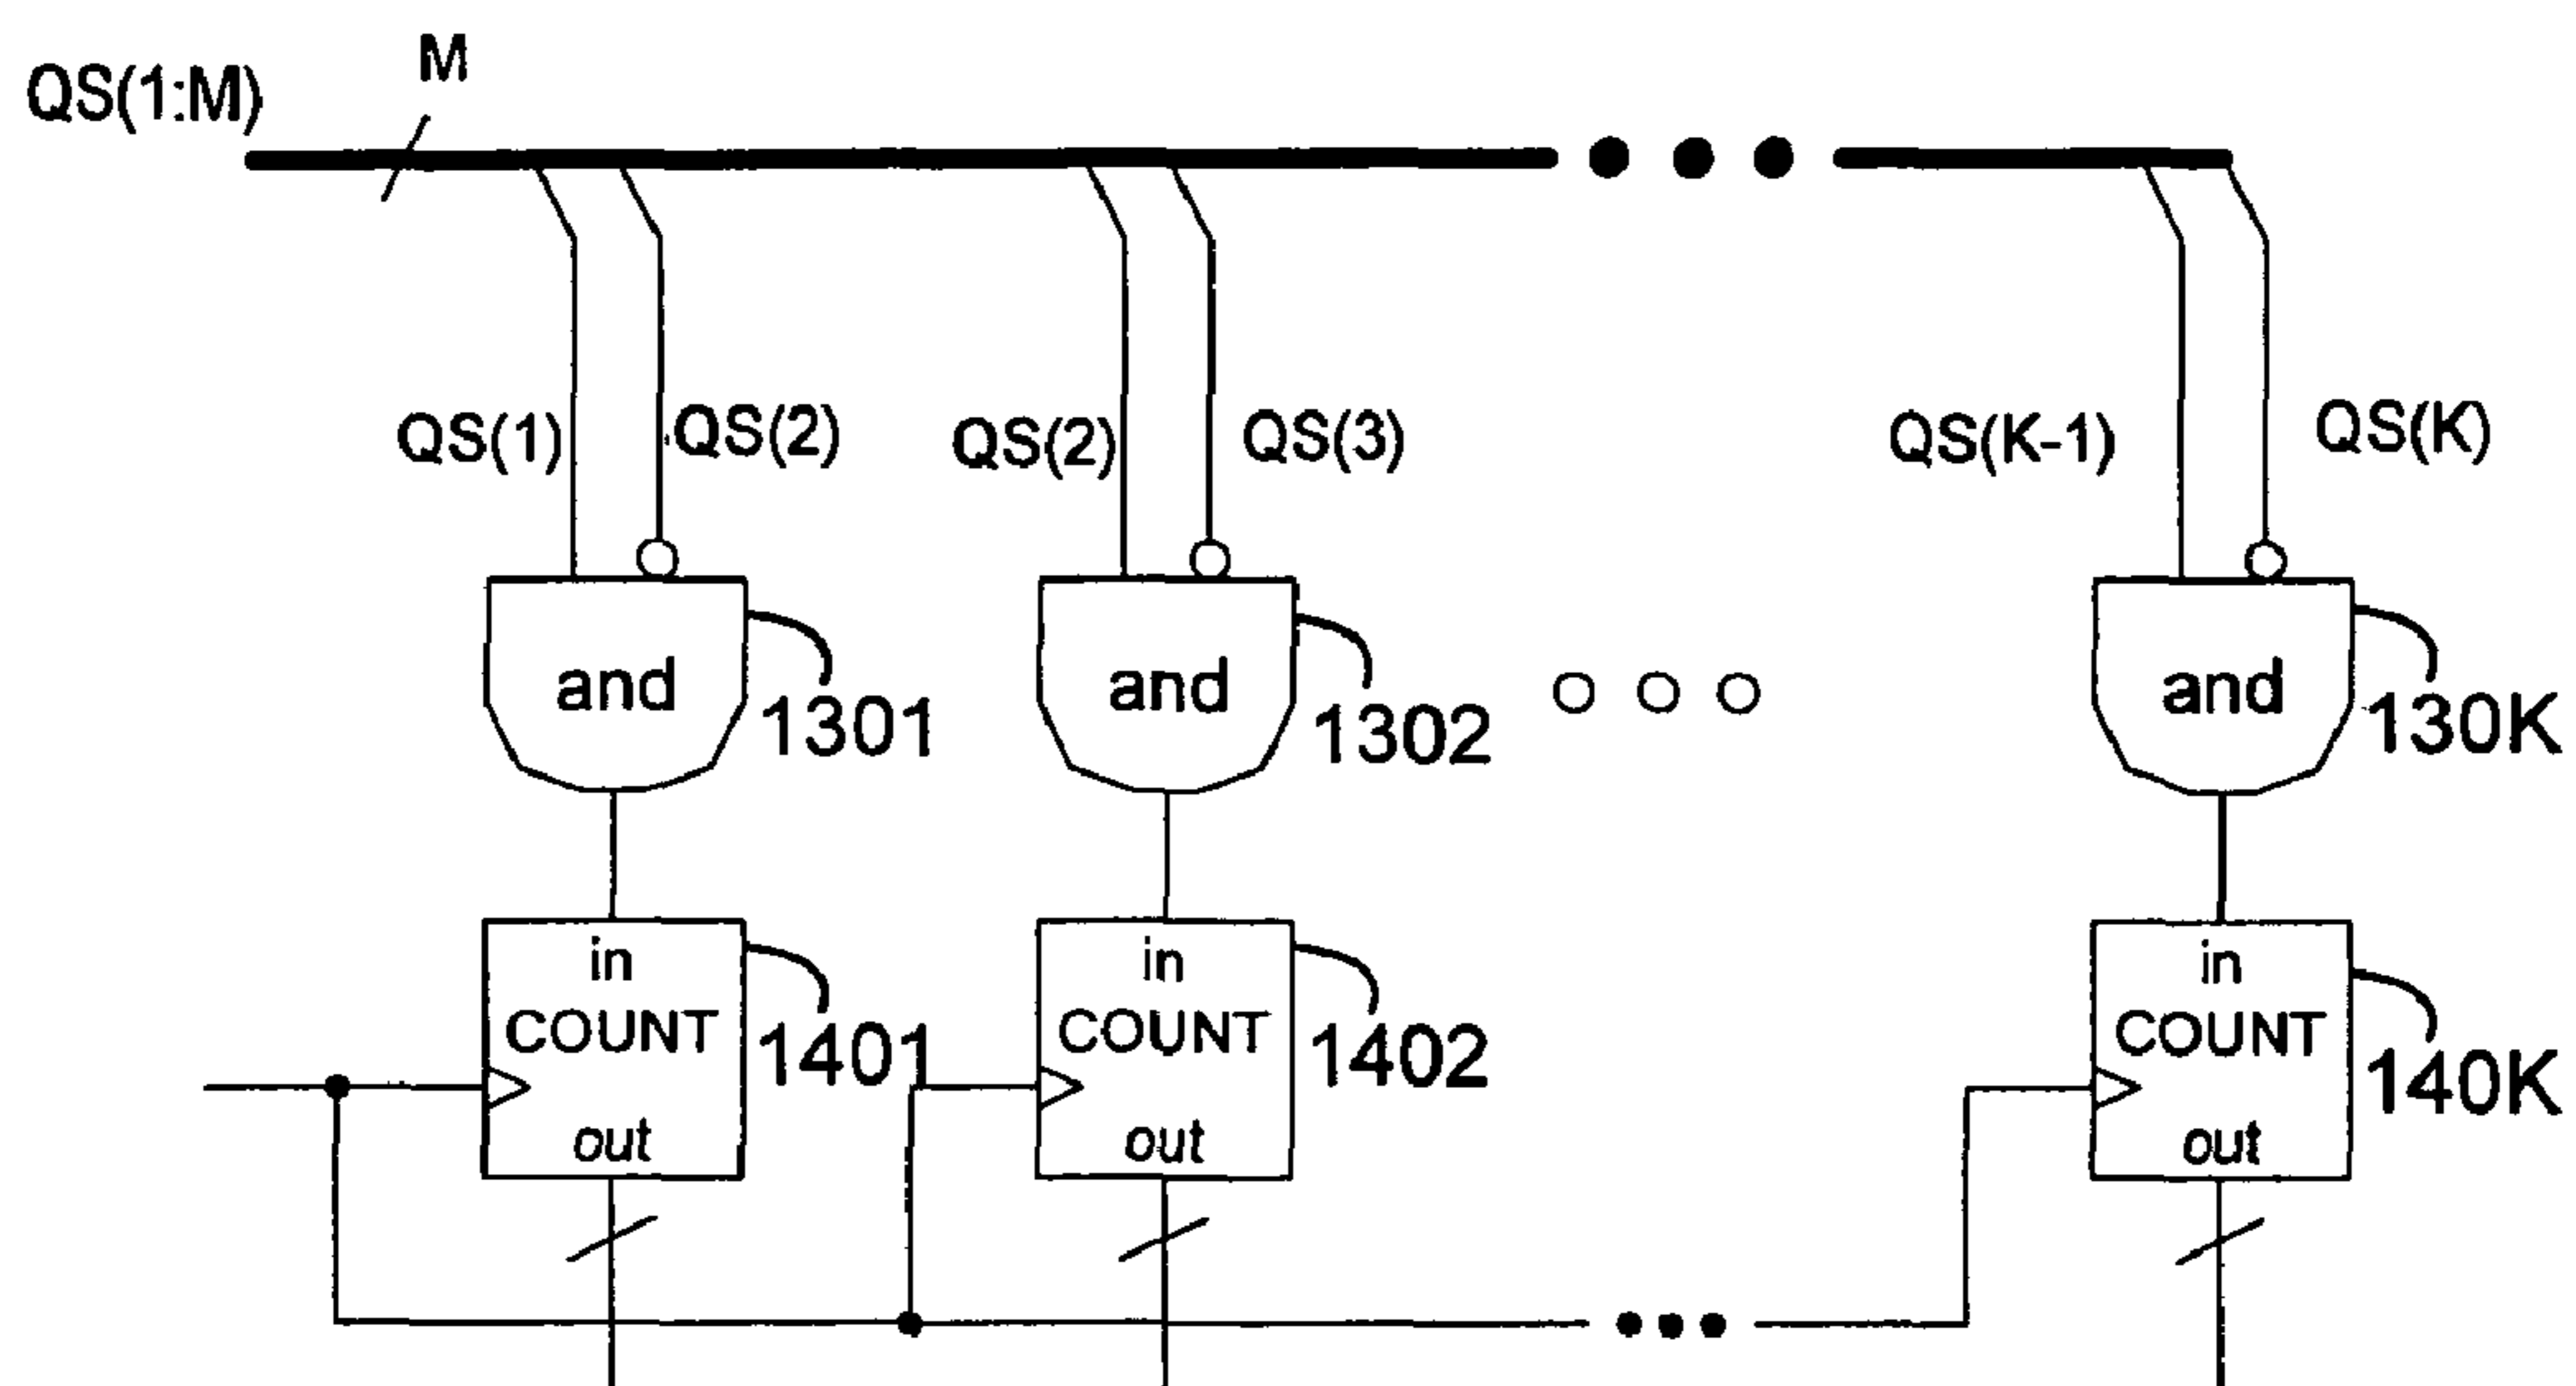 M
QS(1:M)
QS(1)
QS(2)
QS(2)
QS(3)
QS(K-1)
QS(K)
and
1301
and
1302
and
130K
in
COUNT
out
1401
in
COUNT
out
1402
in
COUNT
out
140K